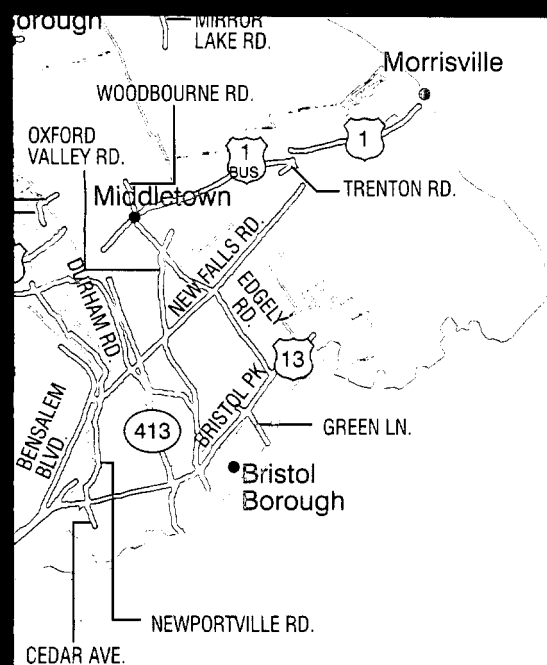 orough
MIRROR
LAKE RD.
Morrisville
WOODBOURNE RD.
OXFORD
VALLEY RD.
1
BUS
1
TRENTON RD.
Middletown
NEW FALLS RD.
DURHAM RD.
EDGELY
RD.
13
BRISTOL PK
BENSALEM
BLVD
413
GREEN LN.
Bristol
Borough
NEWPORTVILLE RD.
CEDAR AVE.